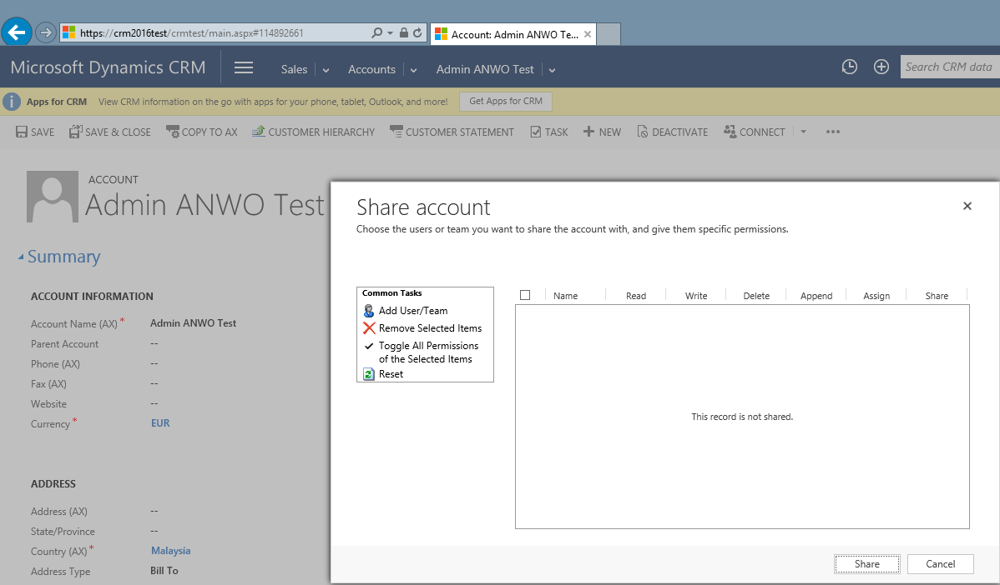 https://crm2016test/crmtest/main.aspx#114892661
Account: Admin ANWO Te...
Microsoft Dynamics CRM
Sales
Accounts
Admin ANWO Test
Search CRM data
Apps for CRM
View CRM information on the go with apps for your phone, tablet, Outlook, and more!
Get Apps for CRM
SAVE
SAVE & CLOSE
COPY TO AX
CUSTOMER HIERARCHY
CUSTOMER STATEMENT
TASK
NEW
DEACTIVATE
CONNECT
ACCOUNT
Admin ANWO Test
Summary
ACCOUNT INFORMATION
Account Name (AX)* Admin ANWO Test
Parent Account --
Phone (AX) --
Fax (AX) --
Website --
Currency* EUR
ADDRESS
Address (AX) --
State/Province --
Country (AX)* Malaysia
Address Type Bill To
Share account
Choose the users or team you want to share the account with, and give them specific permissions.
Common Tasks
Add User/Team
Remove Selected Items
Toggle All Permissions
of the Selected Items
Reset
Name Read Write Delete Append Assign Share
This record is not shared.
Share
Cancel